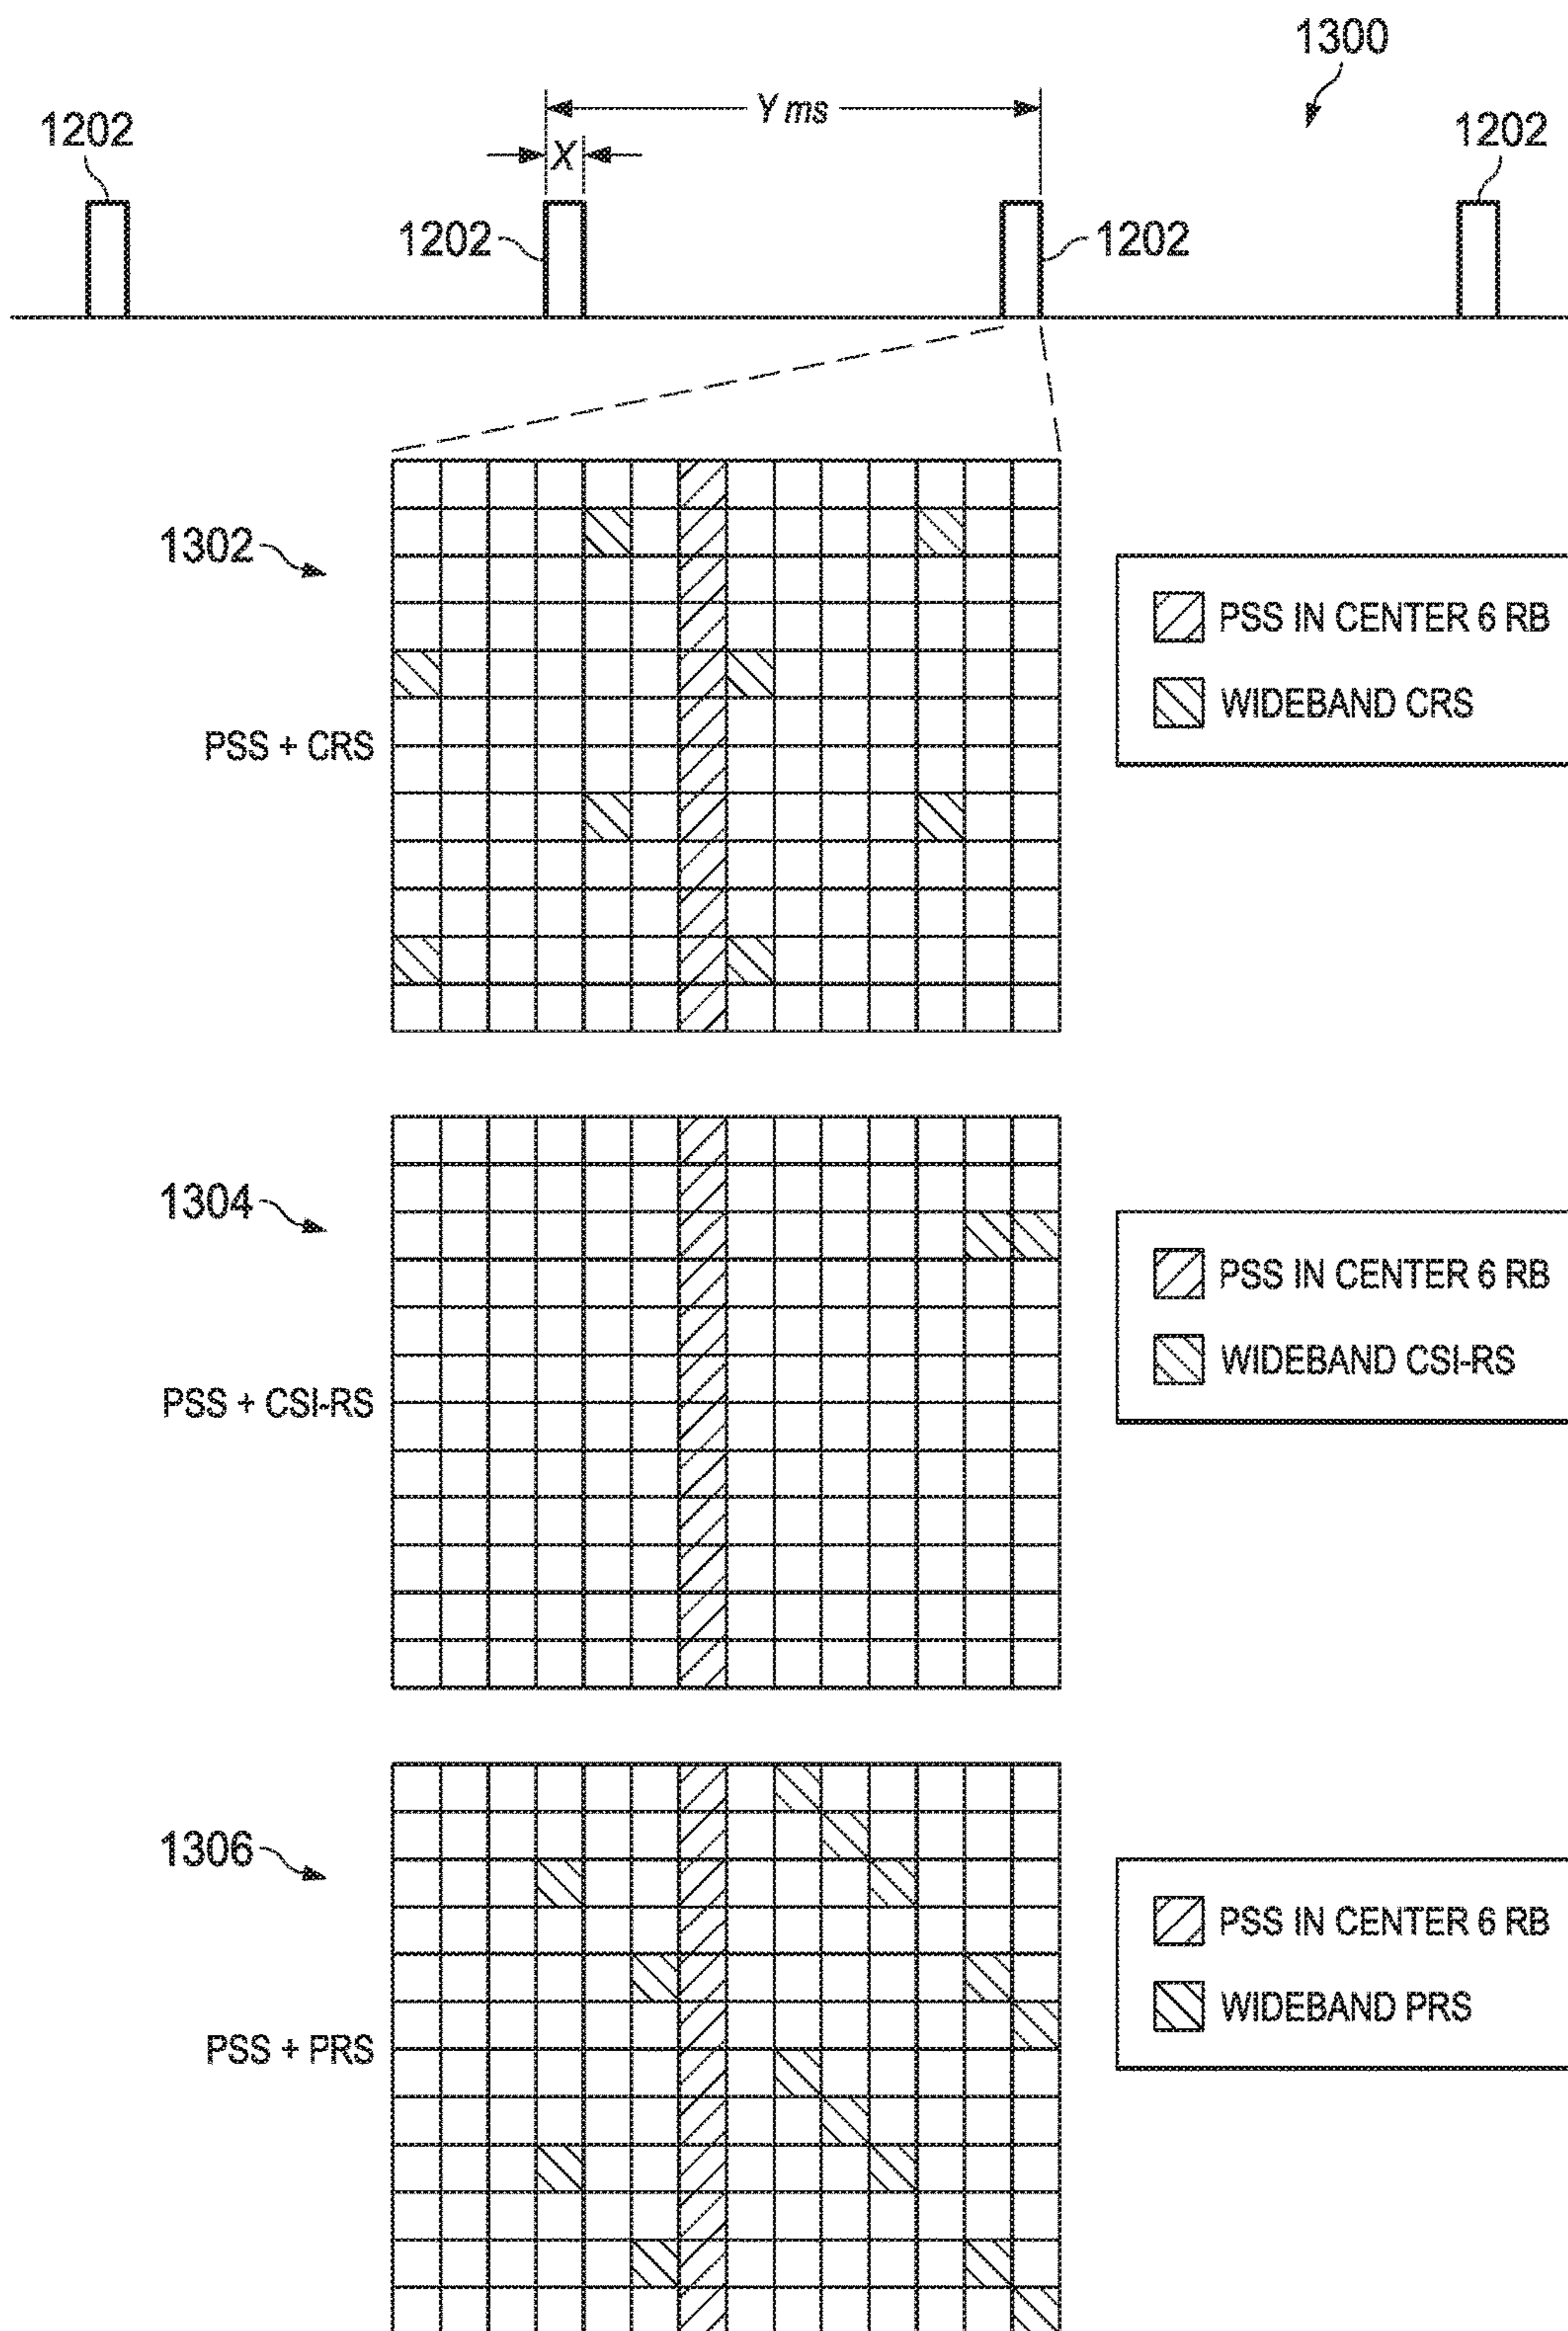 1300
Y ms
1202
1202
X
1202
1202
1302
PSS IN CENTER 6 RB
WIDEBAND CRS
PSS + CRS
1304
PSS IN CENTER 6 RB
WIDEBAND CSI-RS
PSS + CSI-RS
1306
PSS IN CENTER 6 RB
WIDEBAND PRS
PSS + PRS